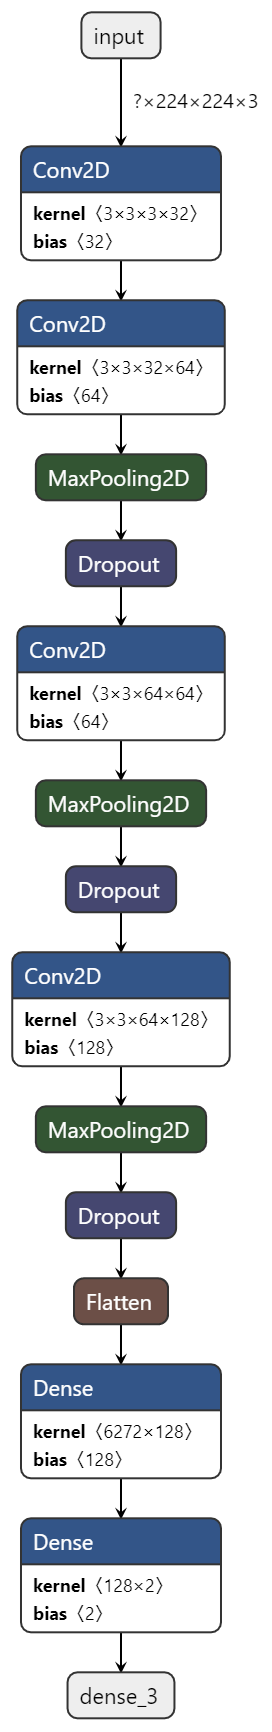 input
?×224×224×3
Conv2D
kernel 〈3×3×3×32〉
bias 〈32〉
Conv2D
kernel 〈3×3×32×64〉
bias 〈64〉
MaxPooling2D
Dropout
Conv2D
kernel 〈3×3×64×64〉
bias 〈64〉
MaxPooling2D
Dropout
Conv2D
kernel 〈3×3×64×128〉
bias 〈128〉
MaxPooling2D
Dropout
Flatten
Dense
kernel 〈6272×128〉
bias 〈128〉
Dense
kernel 〈128×2〉
bias 〈2〉
dense_3